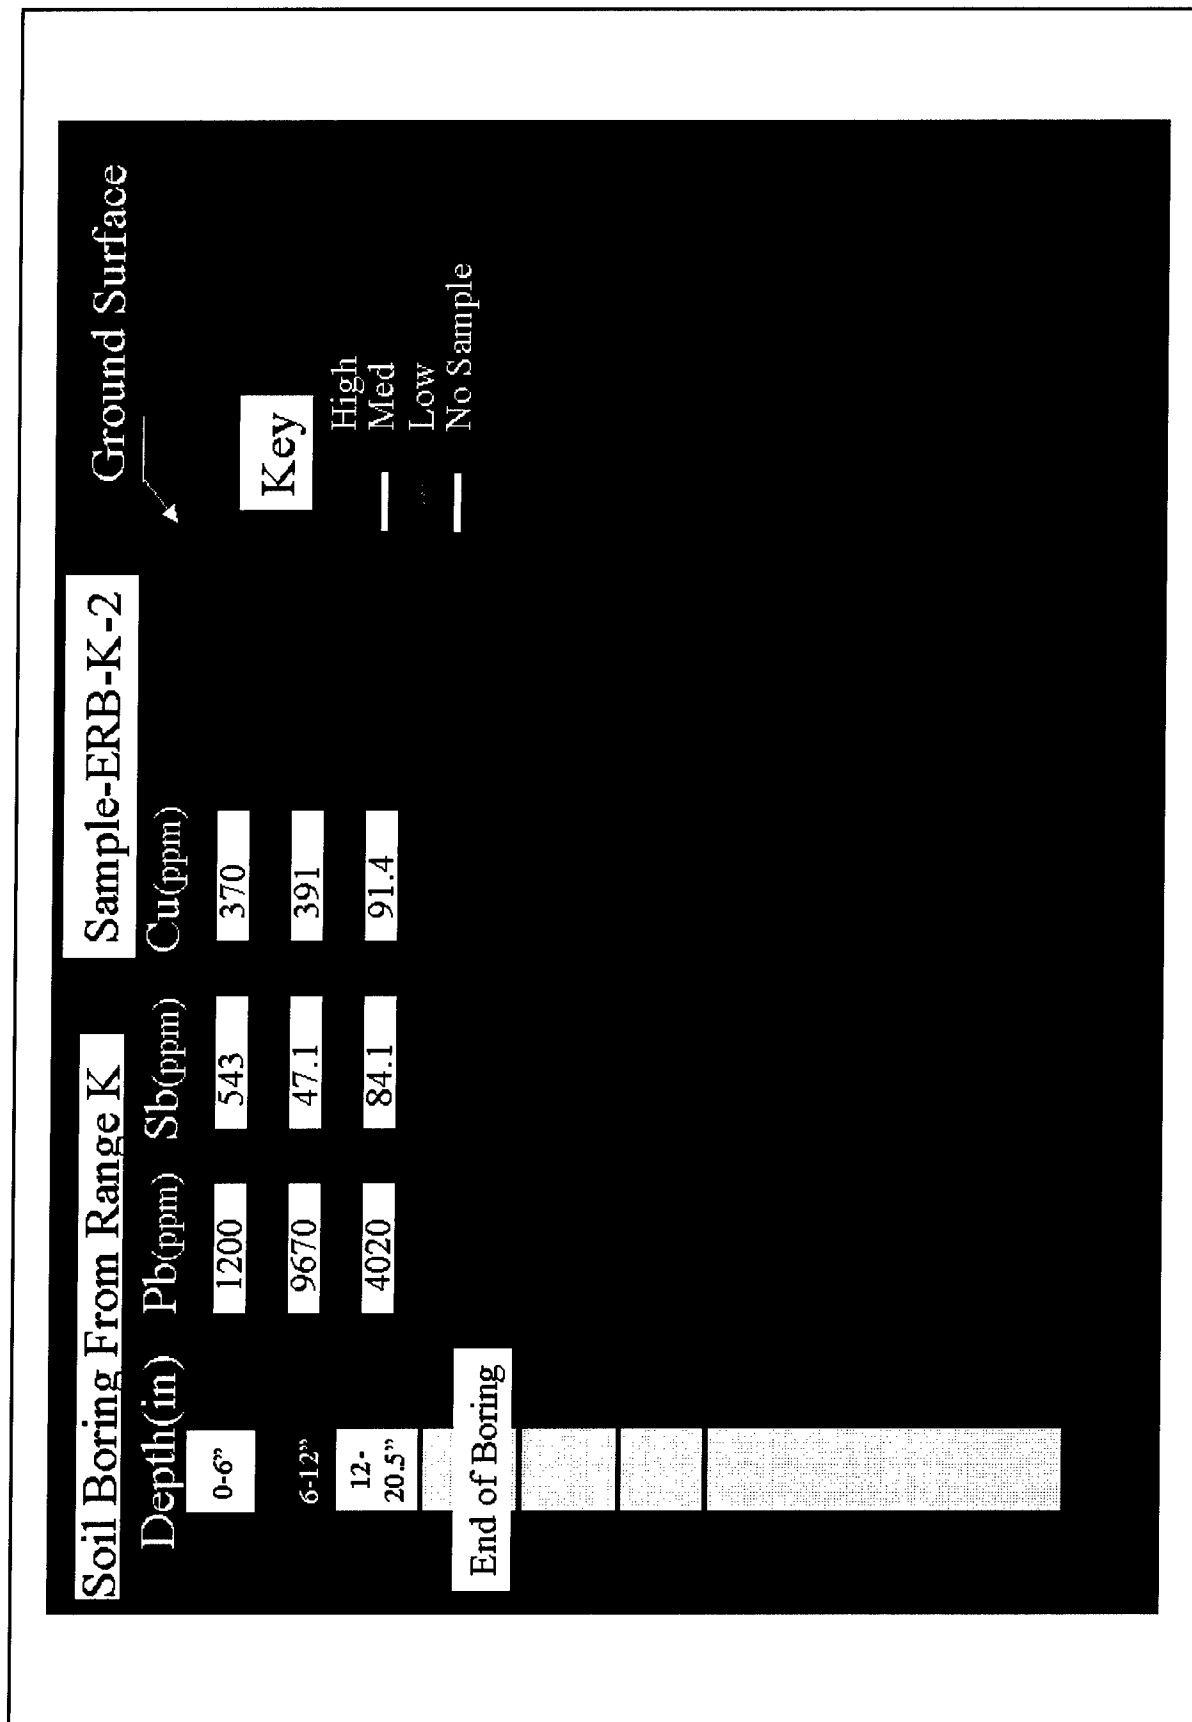 Soil Boring From Range K
Sample-ERB-K-2
Ground Surface
Depth(in) Pb(ppm) Sb(ppm) Cu(ppm)
0-6” 1200 543 370
6-12” 9670 47.1 391
12-
20.5” 4020 84.1 91.4
End of Boring
Key
High
Med
Low
No Sample